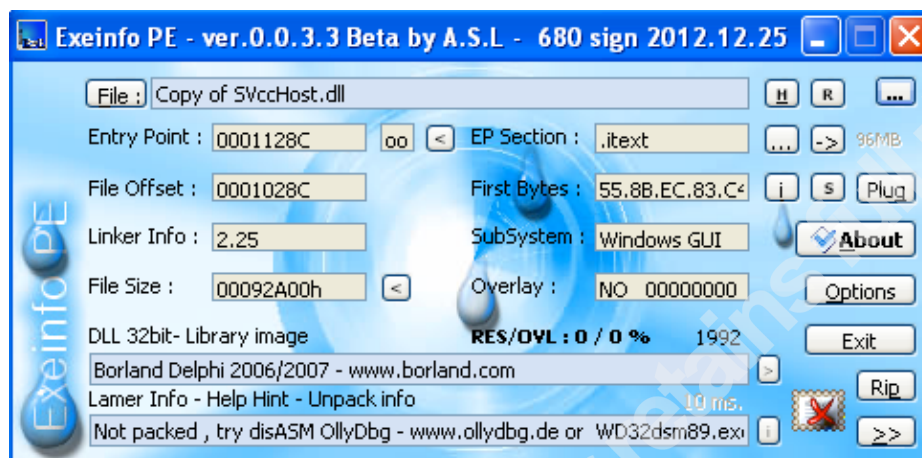 Exeinfo PE - ver.0.0.3.3 Beta by A.S.L - 680 sign 2012.12.25
File : Copy of SVccHost.dll H R ...
Entry Point : 0001128C oo < EP Section : .itext ... -> 96MB
File Offset : 0001028C First Bytes : 55.8B.EC.83.C4 i S Plug
Linker Info : 2.25 SubSystem : Windows GUI About
File Size : 00092A00h < Overlay : NO 00000000 Options
DLL 32bit- Library image RES/OVL : 0 / 0 % 1992 Exit
Borland Delphi 2006/2007 - www.borland.com >
Lamer Info - Help Hint - Unpack info 10 ms. Rip
Not packed , try disASM OllyDbg - www.ollydbg.de or WD32dsm89.exe i >>
Exeinfo PE
retains full